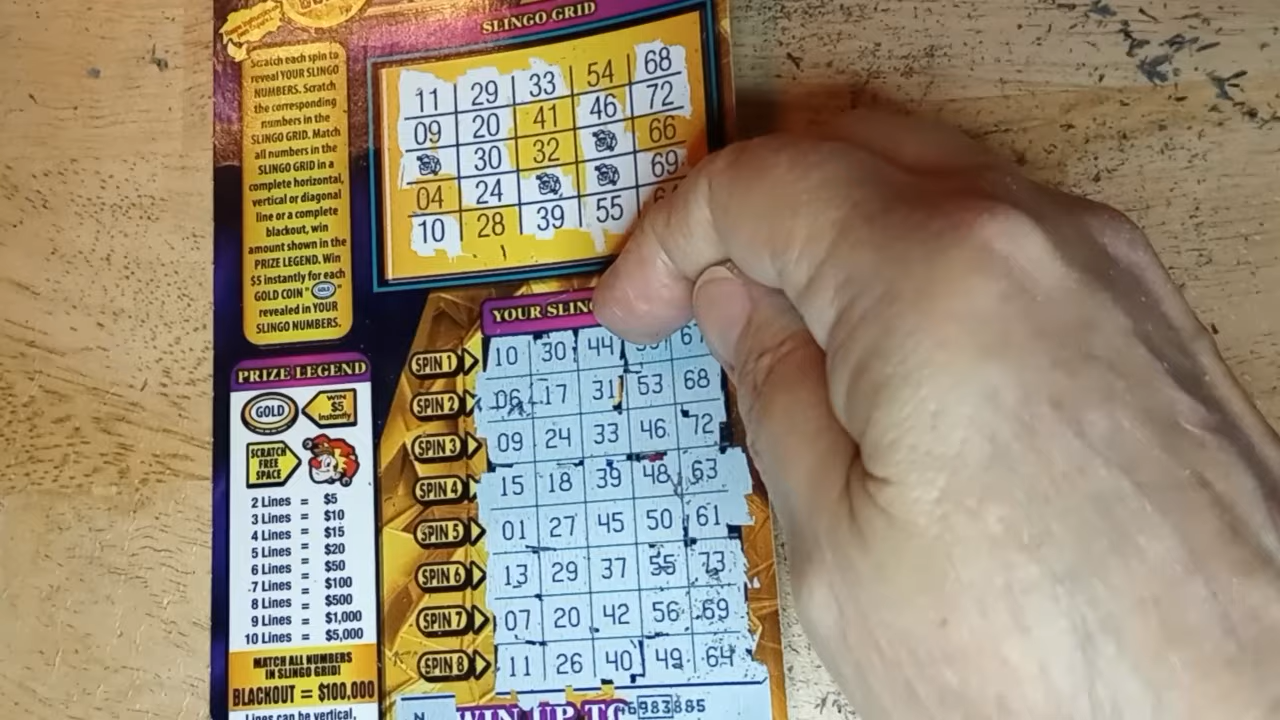 SLINGO GRID
Scratch each spin to
reveal YOUR SLINGO
NUMBERS. Scratch
the corresponding
numbers in the
SLINGO GRID. Match
all numbers in the
SLINGO GRID in a
complete horizontal,
vertical or diagonal
line or a complete
blackout, win
amount shown in the
PRIZE LEGEND. Win
$5 instantly for each
GOLD COIN "GOLD"
revealed in YOUR
SLINGO NUMBERS.
11 29 33 54 68
09 20 41 46 72
30 32 66
04 24 69
10 28 39 55
YOUR
SPIN 1 10 30 44
SPIN 2 06 17 31 53 68
SPIN 3 09 24 33 46 72
SPIN 4 15 18 39 48 63
SPIN 5 01 27 45 50 61
SPIN 6 13 29 37 55 73
SPIN 7 07 20 42 56 69
SPIN 8 11 26 40 49 64
PRIZE LEGEND
GOLD WIN $5 Instantly
SCRATCH
FREE
SPACE
2 Lines = $5
3 Lines = $10
4 Lines = $15
5 Lines = $20
6 Lines = $50
7 Lines = $100
8 Lines = $500
9 Lines = $1,000
10 Lines = $5,000
MATCH ALL NUMBERS
IN SLINGO GRID!
BLACKOUT = $100,000
Lines can be vertical,
WIN UP TO
983885